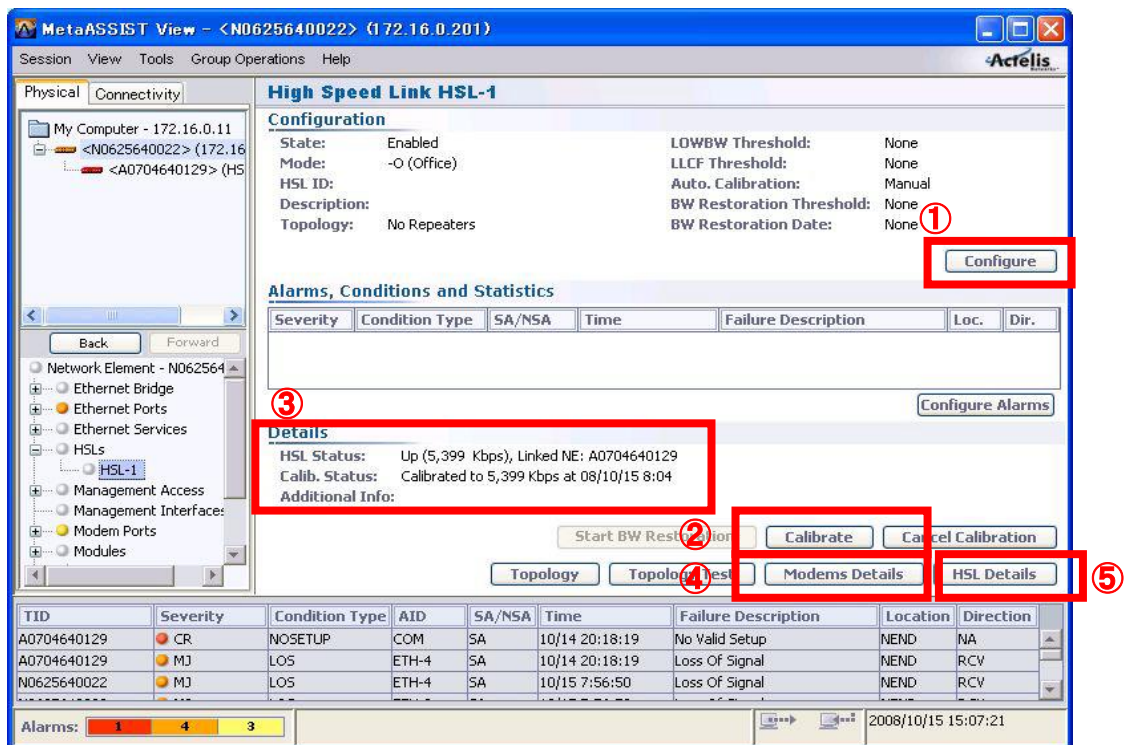 MetaASSIST View - <N0625640022> (172.16.0.201)
Session View Tools Group Operations Help
Actelis
Physical Connectivity
My Computer - 172.16.0.11
<N0625640022> (172.16
<A0704640129> (HS
Back Forward
Network Element - N062564
Ethernet Bridge
Ethernet Ports
Ethernet Services
HSLs
HSL-1
Management Access
Management Interfaces
Modem Ports
Modules
High Speed Link HSL-1
Configuration
State: Enabled LOWBW Threshold: None
Mode: -O (Office) LLCF Threshold: None
HSL ID: Auto. Calibration: Manual
Description: BW Restoration Threshold: None
Topology: No Repeaters BW Restoration Date: None
①
Configure
Alarms, Conditions and Statistics
Severity Condition Type SA/NSA Time Failure Description Loc. Dir.
Configure Alarms
③
Details
HSL Status: Up (5,399 Kbps), Linked NE: A0704640129
Calib. Status: Calibrated to 5,399 Kbps at 08/10/15 8:04
Additional Info:
Start BW Restoration ② Calibrate Cancel Calibration
Topology Topology Test ④ Modems Details HSL Details ⑤
TID Severity Condition Type AID SA/NSA Time Failure Description Location Direction
A0704640129 CR NOSETUP COM SA 10/14 20:18:19 No Valid Setup NEND NA
A0704640129 MJ LOS ETH-4 SA 10/14 20:18:19 Loss Of Signal NEND RCV
N0625640022 MJ LOS ETH-4 SA 10/15 7:56:50 Loss Of Signal NEND RCV
Alarms: 1 4 3 2008/10/15 15:07:21